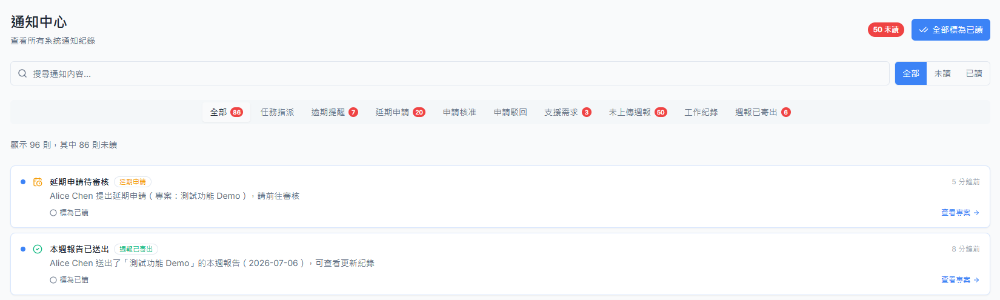 通知中心
查看所有系統通知紀錄
50 未讀
全部標為已讀
搜尋通知內容...
全部 未讀 已讀
全部 86 任務指派 逾期提醒 7 延期申請 20 申請核准 申請駁回 支援需求 3 未上傳週報 50 工作紀錄 週報已寄出 6
顯示 96 則，其中 86 則未讀
延期申請待審核 延期申請 5 分鐘前
Alice Chen 提出延期申請（專案：測試功能 Demo），請前往審核
標為已讀 查看專案 →
本週報告已送出 週報已寄出 8 分鐘前
Alice Chen 送出了「測試功能 Demo」的本週報告（2026-07-06），可查看更新紀錄
標為已讀 查看專案 →